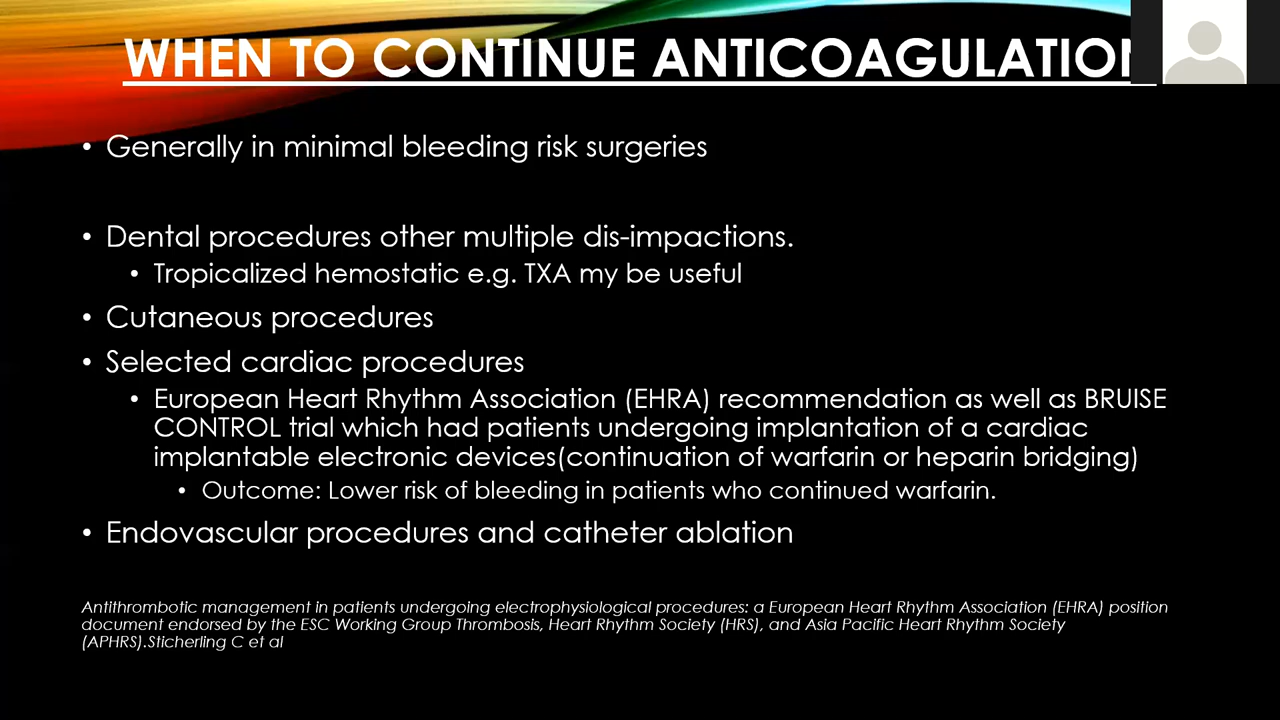 WHEN TO CONTINUE ANTICOAGULATION
• Generally in minimal bleeding risk surgeries
• Dental procedures other multiple dis-impactions.
• Tropicalized hemostatic e.g. TXA my be useful
• Cutaneous procedures
• Selected cardiac procedures
• European Heart Rhythm Association (EHRA) recommendation as well as BRUISE
CONTROL trial which had patients undergoing implantation of a cardiac
implantable electronic devices(continuation of warfarin or heparin bridging)
• Outcome: Lower risk of bleeding in patients who continued warfarin.
• Endovascular procedures and catheter ablation
Antithrombotic management in patients undergoing electrophysiological procedures: a European Heart Rhythm Association (EHRA) position
document endorsed by the ESC Working Group Thrombosis, Heart Rhythm Society (HRS), and Asia Pacific Heart Rhythm Society
(APHRS).Sticherling C et al